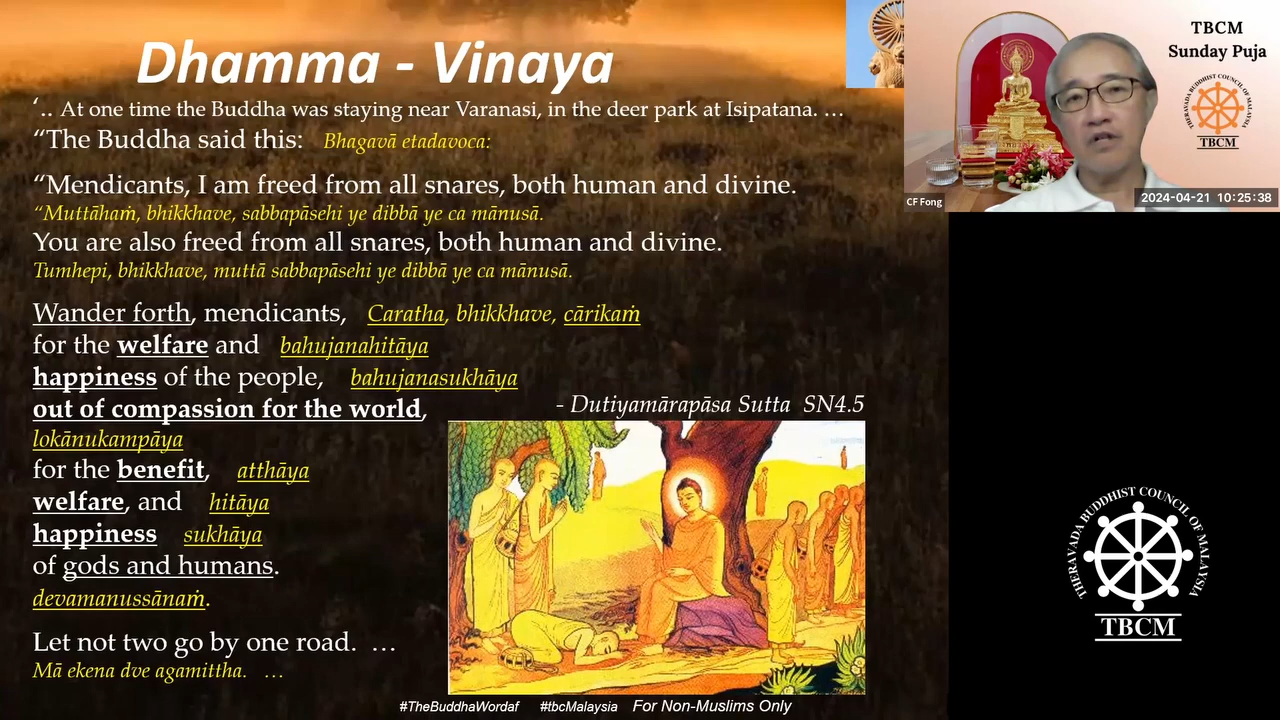 Dhamma - Vinaya
‘.. At one time the Buddha was staying near Varanasi, in the deer park at Isipatana. …
“The Buddha said this: Bhagavā etadavoca:
“Mendicants, I am freed from all snares, both human and divine.
“Muttāhaṁ, bhikkhave, sabbapāsehi ye dibbā ye ca mānusā.
You are also freed from all snares, both human and divine.
Tumhepi, bhikkhave, muttā sabbapāsehi ye dibbā ye ca mānusā.
Wander forth, mendicants, Caratha, bhikkhave, cārikaṁ
for the welfare and bahujanahitāya
happiness of the people, bahujanasukhāya
out of compassion for the world,
- Dutiyamārapāsa Sutta SN4.5
lokānukampāya
for the benefit, atthāya
welfare, and hitāya
happiness sukhāya
of gods and humans.
devamanussānaṁ.
Let not two go by one road. …
Mā ekena dve agamittha. …
#TheBuddhaWordaf #tbcMalaysia For Non-Muslims Only
TBCM
Sunday Puja
THERAVADA BUDDHIST COUNCIL OF MALAYSIA
TBCM
CF Fong
2024-04-21 10:25:38
THERAVADA BUDDHIST COUNCIL OF MALAYSIA
TBCM